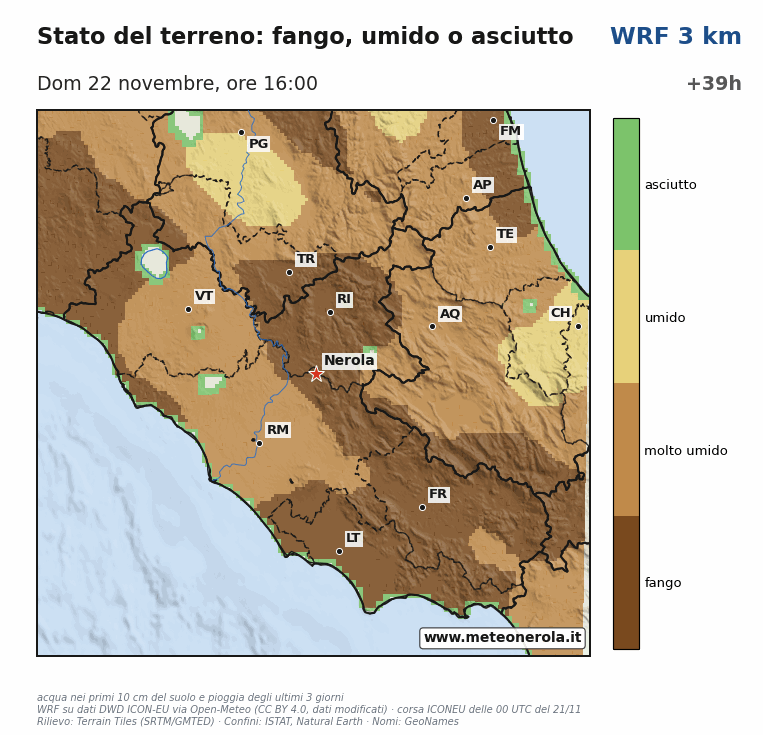 Stato del terreno: fango, umido o asciutto
WRF 3 km
Dom 22 novembre, ore 16:00
+39h
PG
FM
AP
TE
TR
VT
RI
AQ
CH
Nerola
RM
FR
LT
www.meteonerola.it
asciutto
umido
molto umido
fango
acqua nei primi 10 cm del suolo e pioggia degli ultimi 3 giorni
WRF su dati DWD ICON-EU via Open-Meteo (CC BY 4.0, dati modificati) · corsa ICONEU delle 00 UTC del 21/11
Rilievo: Terrain Tiles (SRTM/GMTED) · Confini: ISTAT, Natural Earth · Nomi: GeoNames